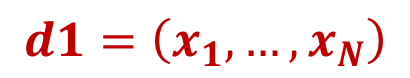 d1 = (x₁, …, x_N)